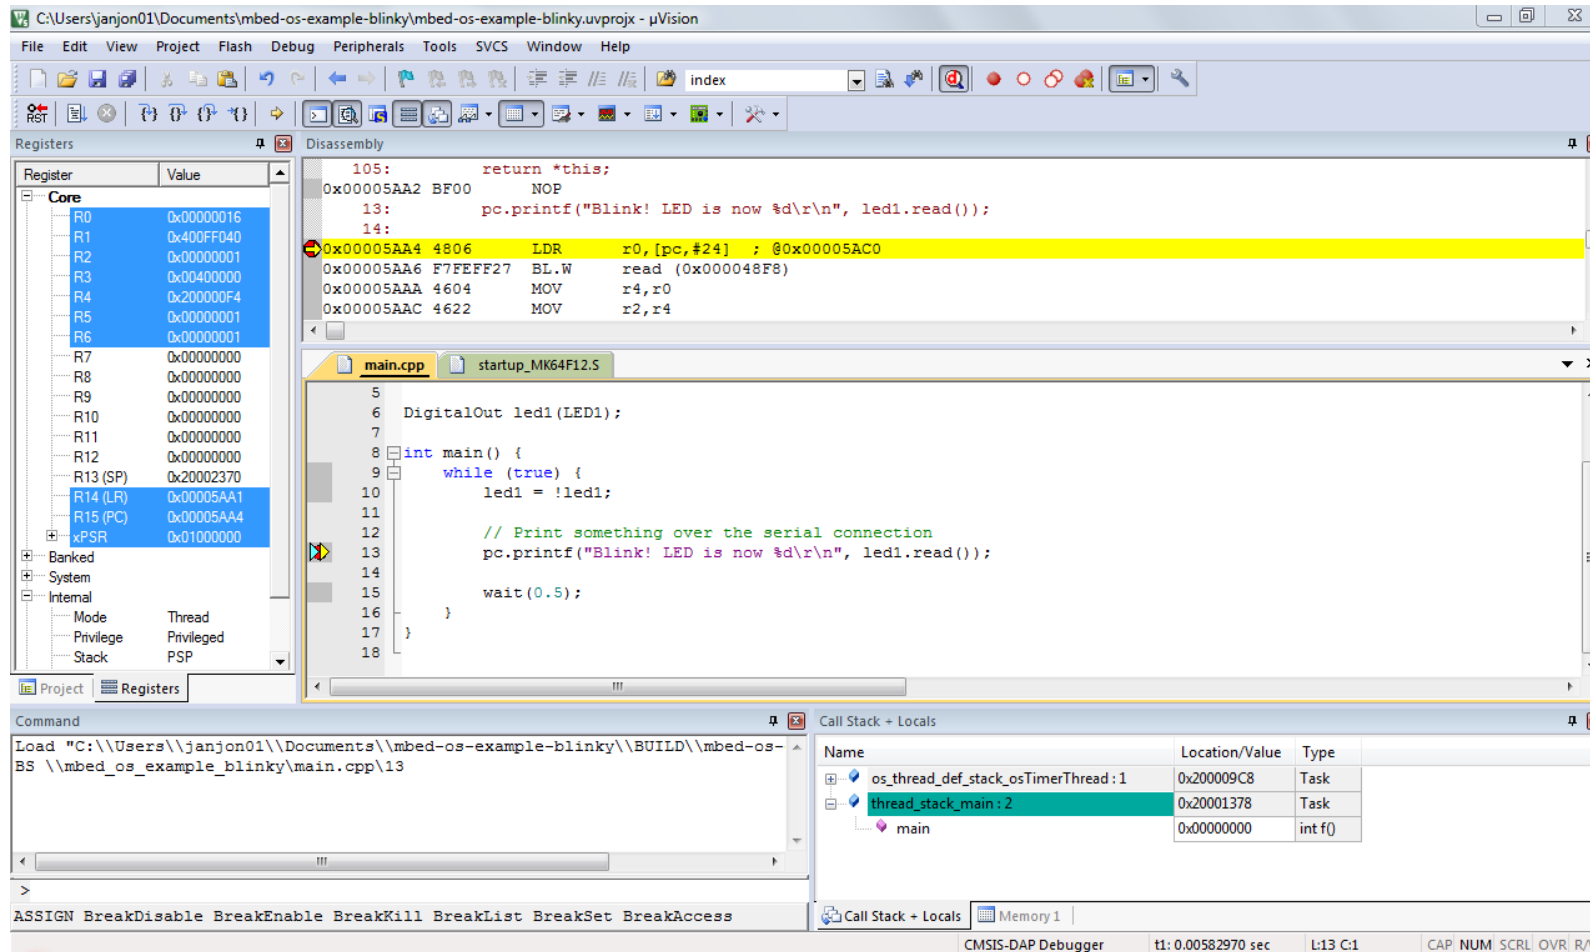 C:\Users\janjon01\Documents\mbed-os-example-blinky\mbed-os-example-blinky.uvprojx - µVision
File Edit View Project Flash Debug Peripherals Tools SVCS Window Help
index
RST
Registers
Register Value
Core
R0 0x00000016
R1 0x400FF040
R2 0x00000001
R3 0x00400000
R4 0x200000F4
R5 0x00000001
R6 0x00000001
R7 0x00000000
R8 0x00000000
R9 0x00000000
R10 0x00000000
R11 0x00000000
R12 0x00000000
R13 (SP) 0x20002370
R14 (LR) 0x00005AA1
R15 (PC) 0x00005AA4
xPSR 0x01000000
Banked
System
Internal
Mode Thread
Privilege Privileged
Stack PSP
Project Registers
Disassembly
105: return *this;
0x00005AA2 BF00 NOP
13: pc.printf("Blink! LED is now %d\r\n", led1.read());
14:
0x00005AA4 4806 LDR r0,[pc,#24] ; @0x00005AC0
0x00005AA6 F7FEFF27 BL.W read (0x000048F8)
0x00005AAA 4604 MOV r4,r0
0x00005AAC 4622 MOV r2,r4
main.cpp startup_MK64F12.S
5
6 DigitalOut led1(LED1);
7
8 int main() {
9 while (true) {
10 led1 = !led1;
11
12 // Print something over the serial connection
13 pc.printf("Blink! LED is now %d\r\n", led1.read());
14
15 wait(0.5);
16 }
17 }
18
Command
Load "C:\\Users\\janjon01\\Documents\\mbed-os-example-blinky\\BUILD\\mbed-os-
BS \\mbed_os_example_blinky\main.cpp\13
>
ASSIGN BreakDisable BreakEnable BreakKill BreakList BreakSet BreakAccess
Call Stack + Locals
Name Location/Value Type
os_thread_def_stack_osTimerThread : 1 0x200009C8 Task
thread_stack_main : 2 0x20001378 Task
main 0x00000000 int f()
Call Stack + Locals Memory 1
CMSIS-DAP Debugger t1: 0.00582970 sec L:13 C:1 CAP NUM SCRL OVR R/